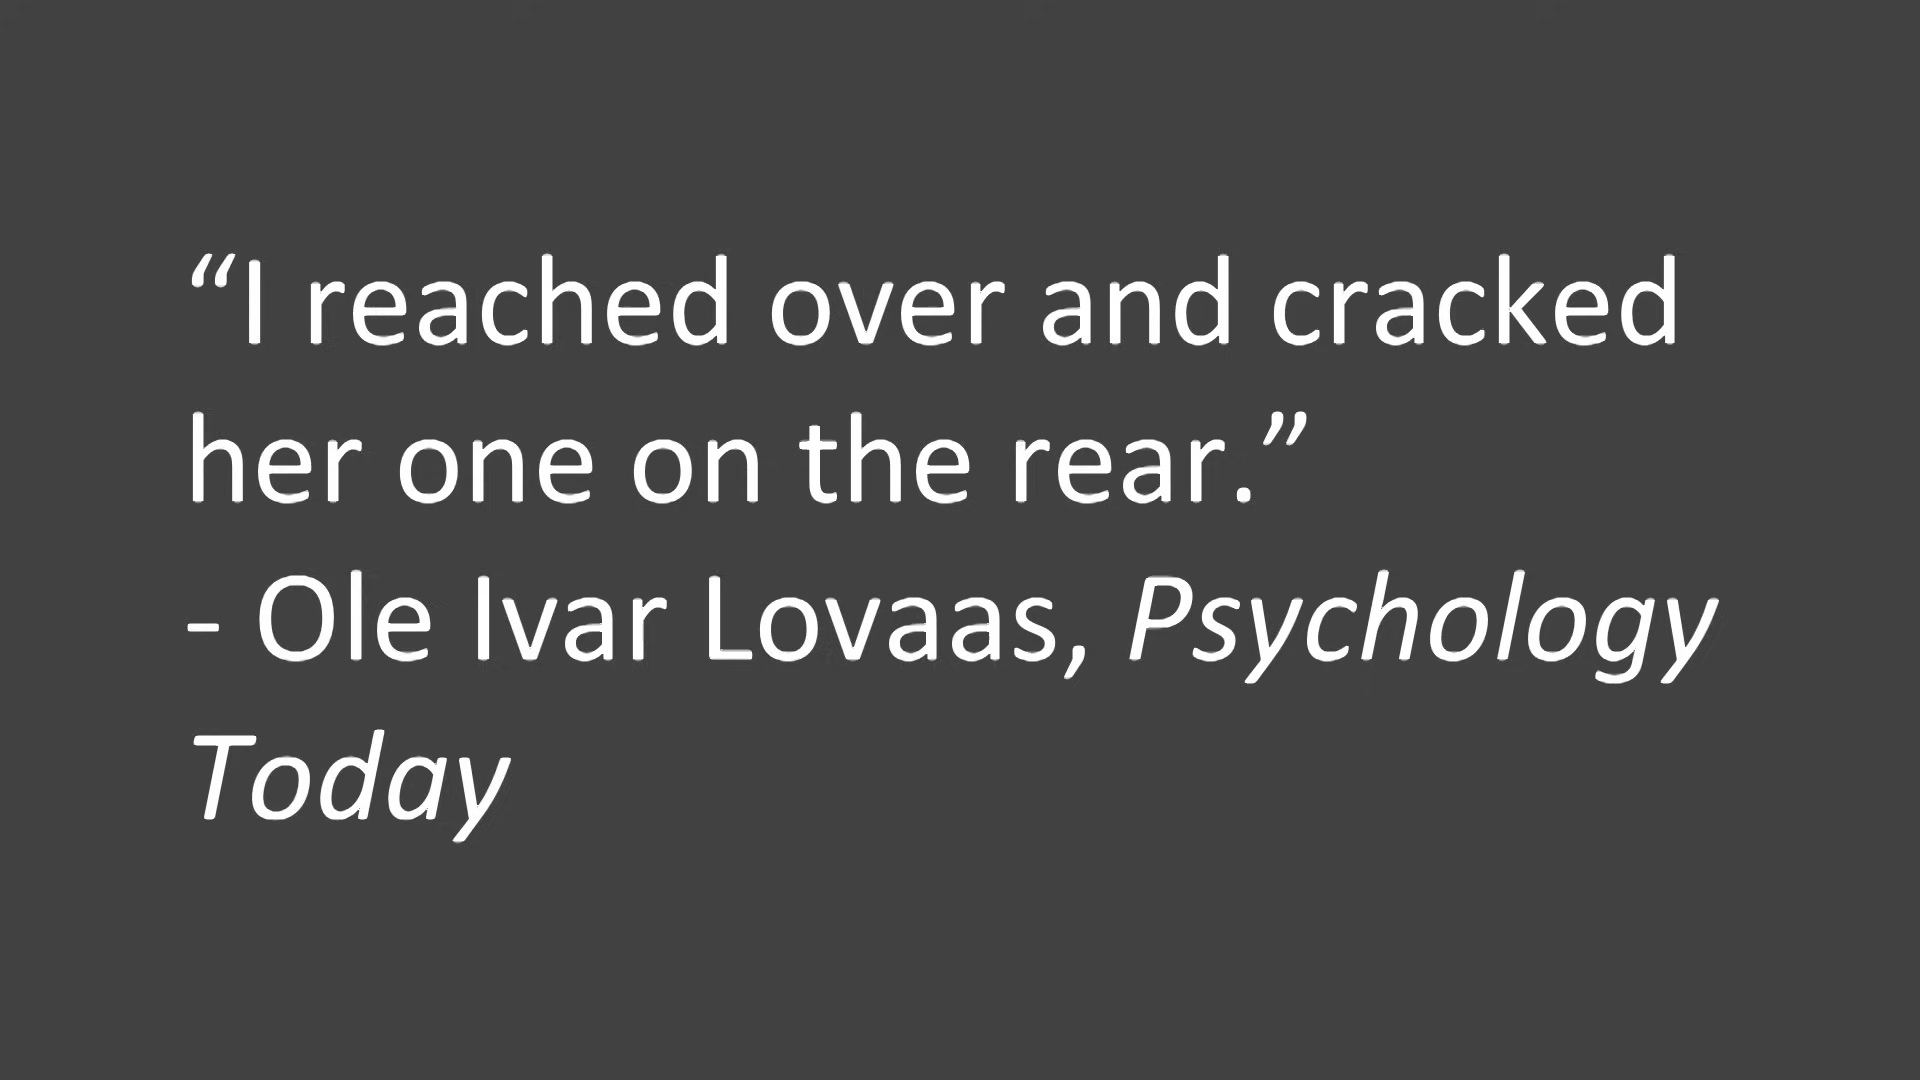 “I reached over and cracked
her one on the rear.”
- Ole Ivar Lovaas, Psychology
Today